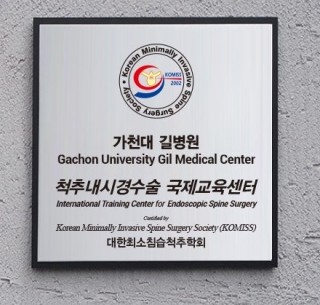 Korean Minimally Invasive Spine Surgery Society
KOMISS
2002
가천대 길병원
Gachon University Gil Medical Center
척추내시경수술 국제교육센터
International Training Center for Endoscopic Spine Surgery
Certified by
Korean Minimally Invasive Spine Surgery Society (KOMISS)
대한최소침습척추학회